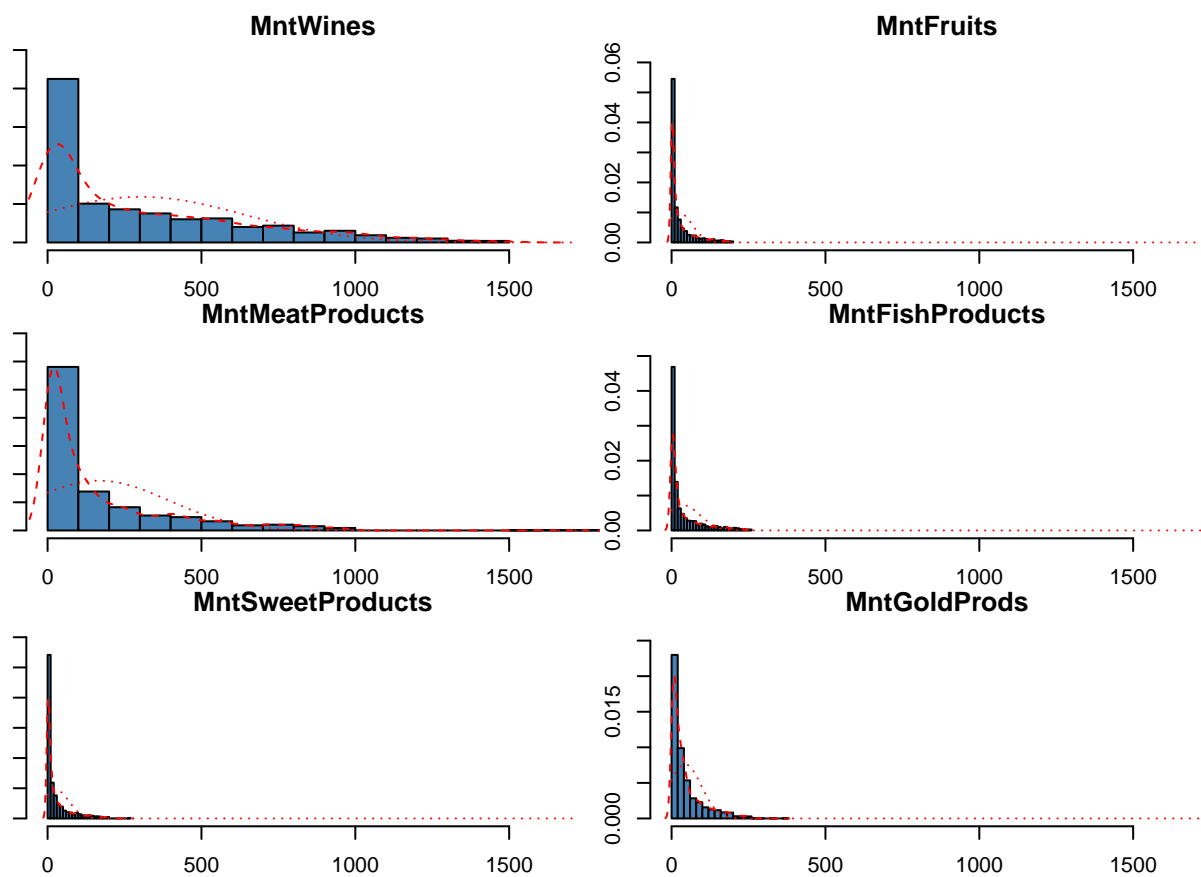 MntWines
0 500 1000 1500
MntFruits
0.00 0.02 0.04 0.06
0 500 1000 1500
MntMeatProducts
0 500 1000 1500
MntFishProducts
0.00 0.02 0.04
0 500 1000 1500
MntSweetProducts
0 500 1000 1500
MntGoldProds
0.000 0.015
0 500 1000 1500